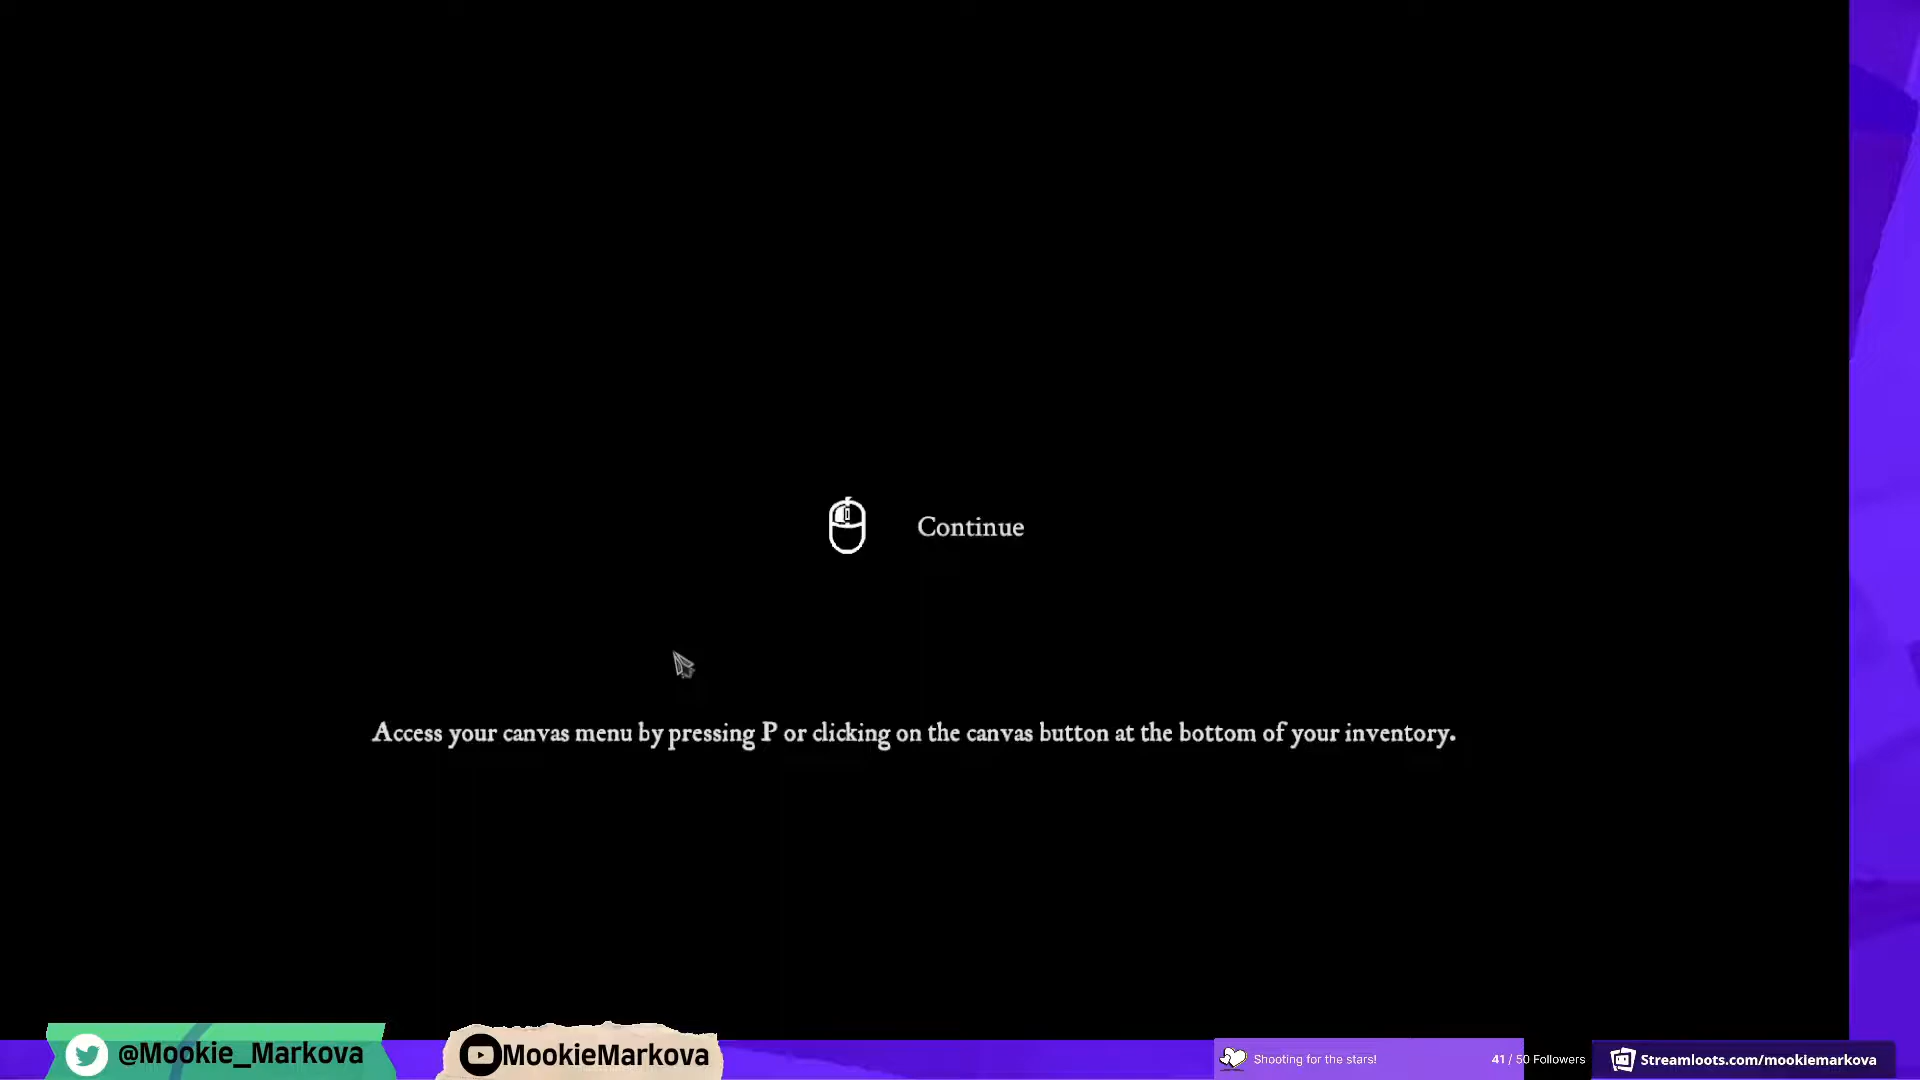 Continue
Access your canvas menu by pressing P or clicking on the canvas button at the bottom of your inventory.
@Mookie_Markova
MookieMarkova
Shooting for the stars!
41 / 50 Followers
Streamloots.com/mookiemarkova